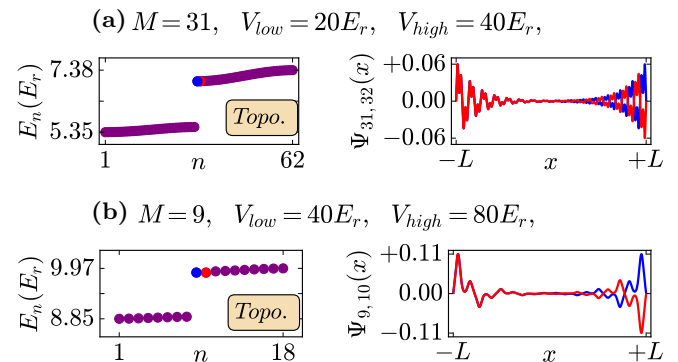 (a) M = 31, V_low = 20E_r, V_high = 40E_r,
E_n(E_r)
7.38
5.35
Topo.
1
n
62
Ψ_31,32(x)
+0.06
0.00
−0.06
−L
x
+L
(b) M = 9, V_low = 40E_r, V_high = 80E_r,
E_n(E_r)
9.97
8.85
Topo.
1
n
18
Ψ_9,10(x)
+0.11
0.00
−0.11
−L
x
+L